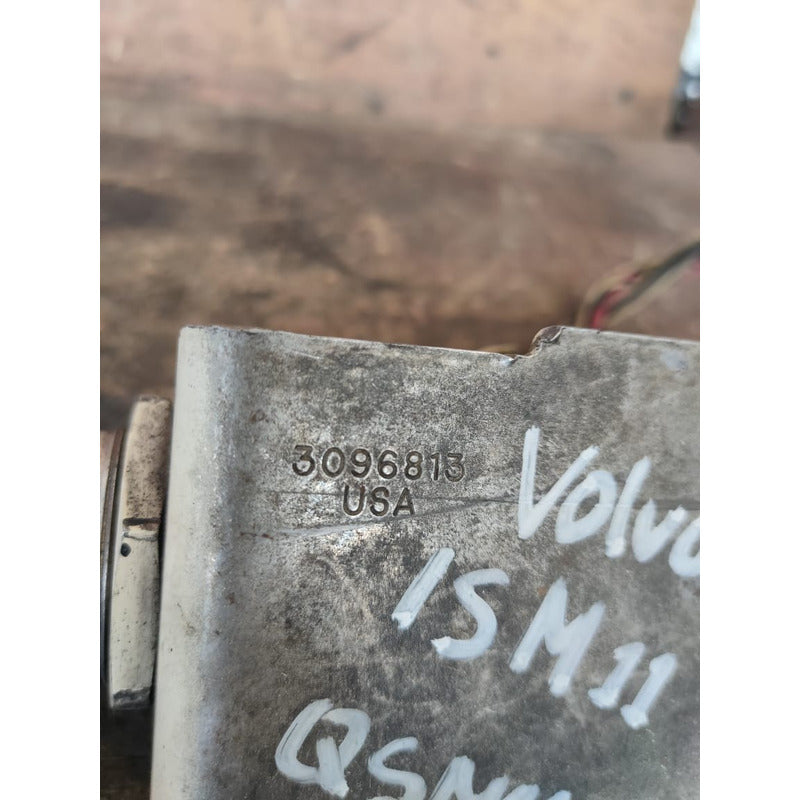 3096813
USA
Volvo
ISM11